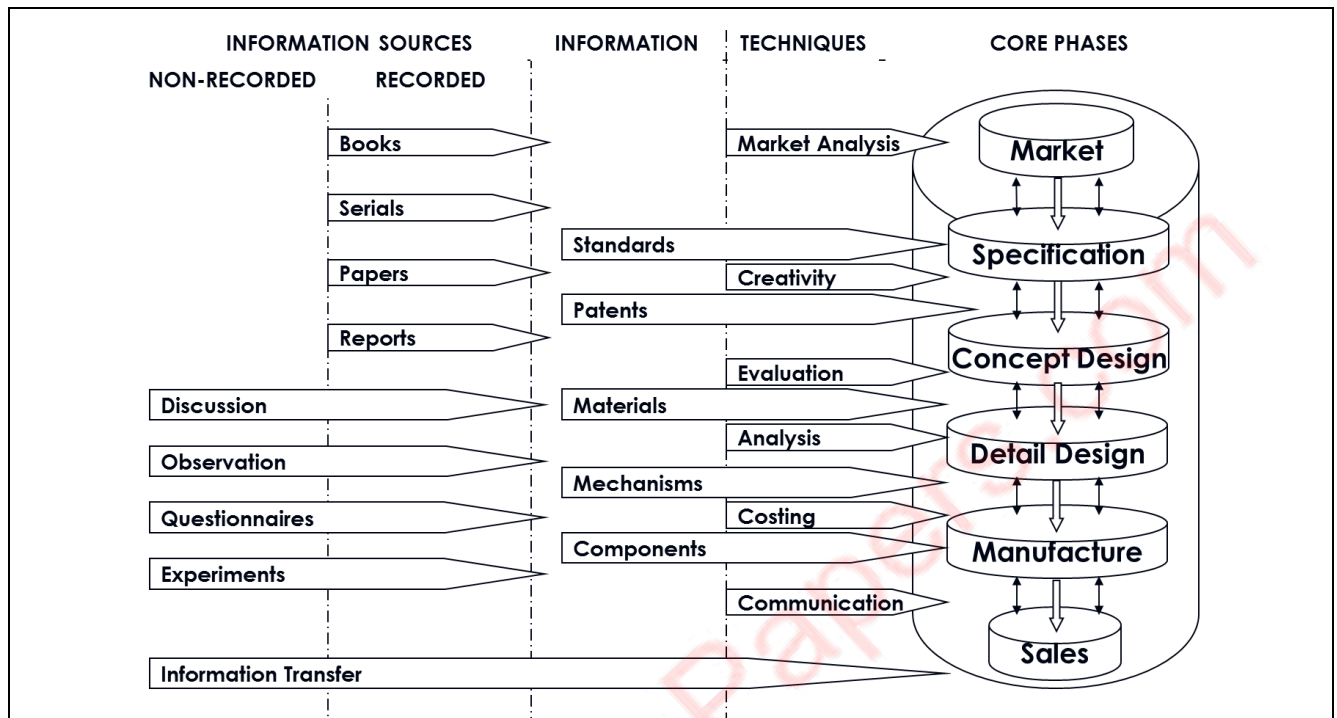 INFORMATION SOURCES INFORMATION TECHNIQUES CORE PHASES
NON-RECORDED RECORDED
Books Market Analysis Market
Serials
Standards Specification
Papers Creativity
Patents
Reports
Concept Design
Evaluation
Discussion Materials
Analysis Detail Design
Observation
Mechanisms
Questionnaires Costing
Components Manufacture
Experiments
Communication
Sales
Information Transfer
Papers.com